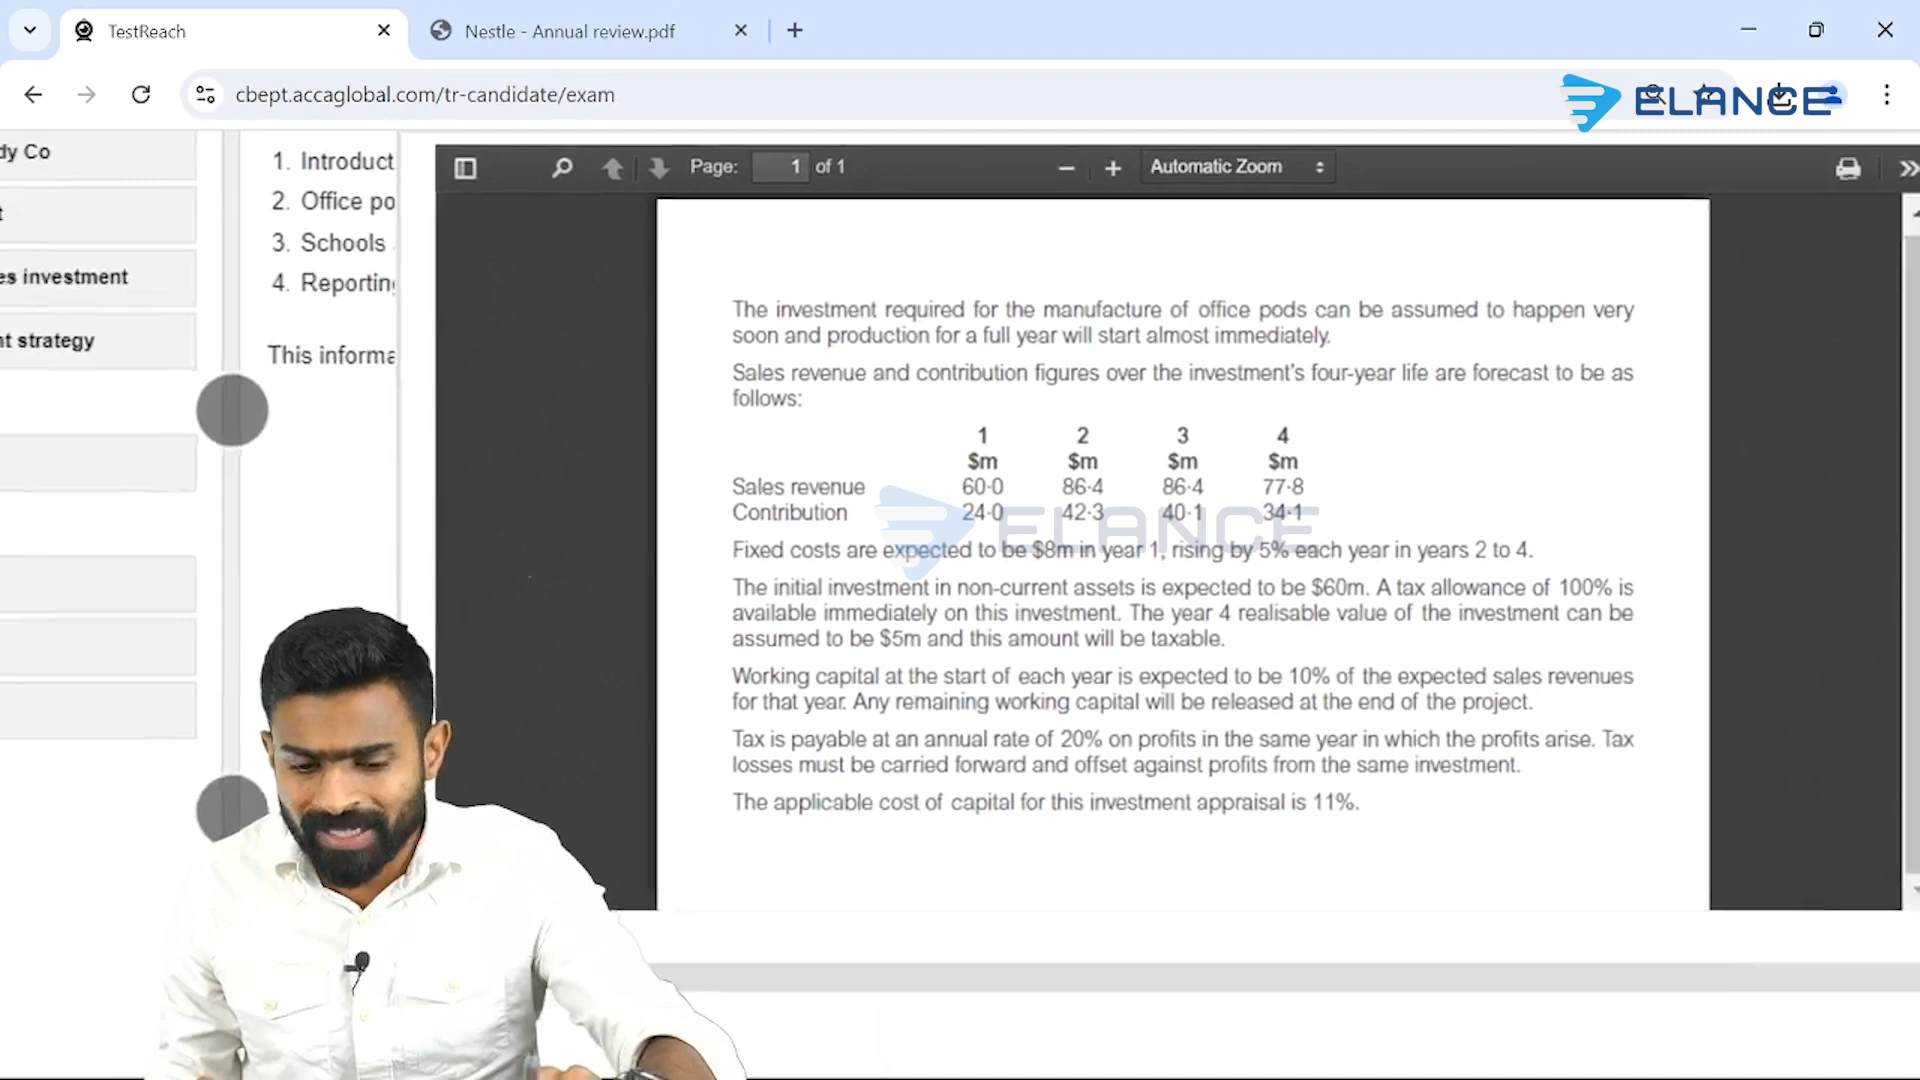 TestReach
Nestle - Annual review.pdf
cbept.accaglobal.com/tr-candidate/exam
ELANCE
dy Co
t
es investment
nt strategy
1. Introduct
2. Office po
3. Schools
4. Reporting
This informa
Page: 1 of 1
Automatic Zoom
The investment required for the manufacture of office pods can be assumed to happen very
soon and production for a full year will start almost immediately.
Sales revenue and contribution figures over the investment's four-year life are forecast to be as
follows:
1 2 3 4
$m $m $m $m
Sales revenue 60·0 86·4 86·4 77·8
Contribution 24·0 42·3 40·1 34·1
ELANCE
Fixed costs are expected to be $8m in year 1, rising by 5% each year in years 2 to 4.
The initial investment in non-current assets is expected to be $60m. A tax allowance of 100% is
available immediately on this investment. The year 4 realisable value of the investment can be
assumed to be $5m and this amount will be taxable.
Working capital at the start of each year is expected to be 10% of the expected sales revenues
for that year. Any remaining working capital will be released at the end of the project.
Tax is payable at an annual rate of 20% on profits in the same year in which the profits arise. Tax
losses must be carried forward and offset against profits from the same investment.
The applicable cost of capital for this investment appraisal is 11%.